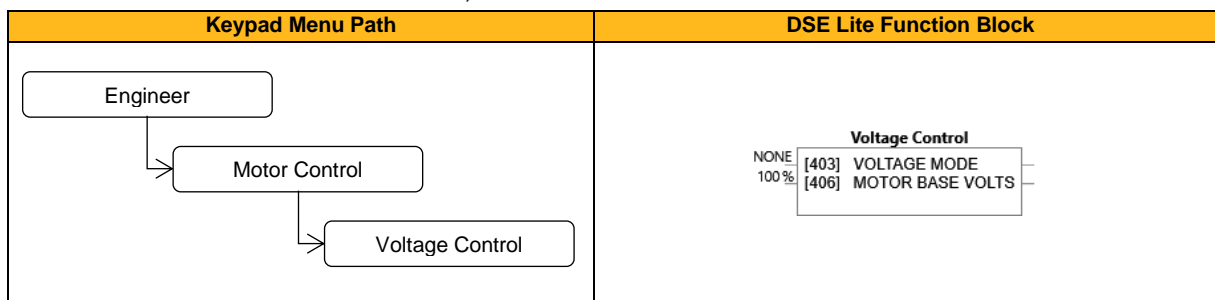 Keypad Menu Path
DSE Lite Function Block
Engineer
Motor Control
Voltage Control
Voltage Control
NONE [403] VOLTAGE MODE
100 % [406] MOTOR BASE VOLTS